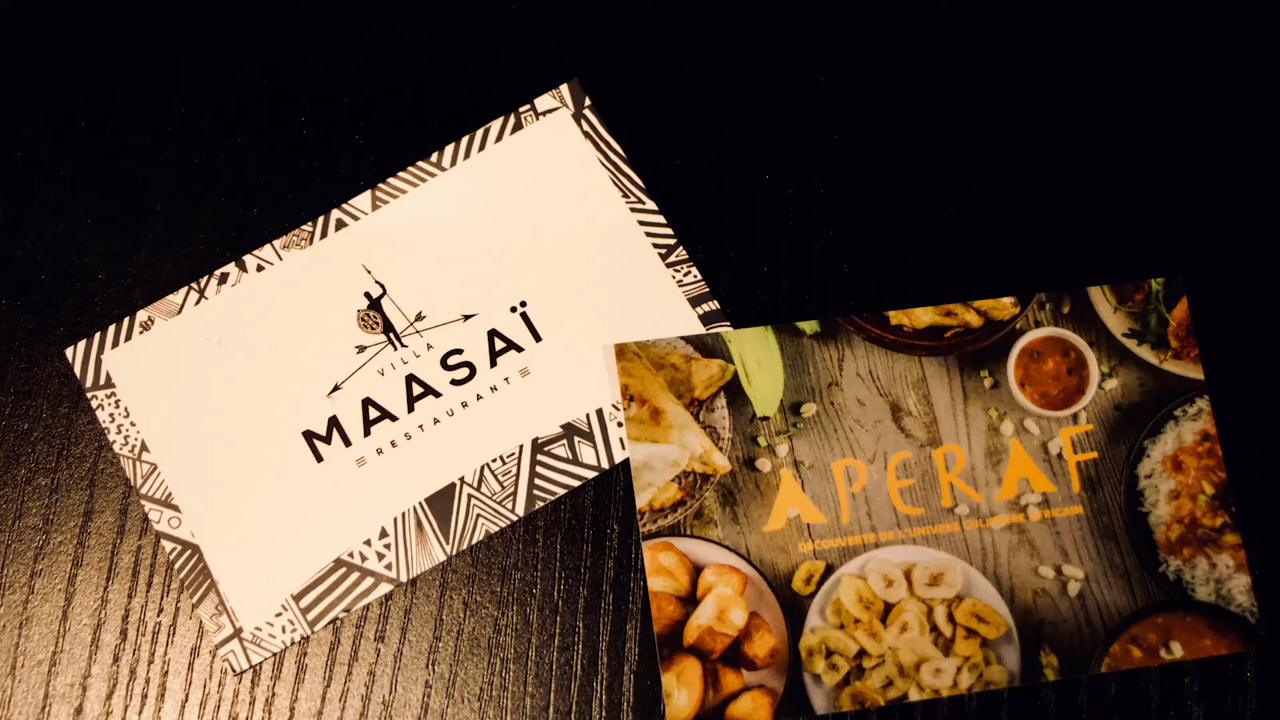 VILLA
MAASAÏ
RESTAURANT
APERAF
DÉCOUVERTE DE L'UNIVERS CULINAIRE AFRICAIN